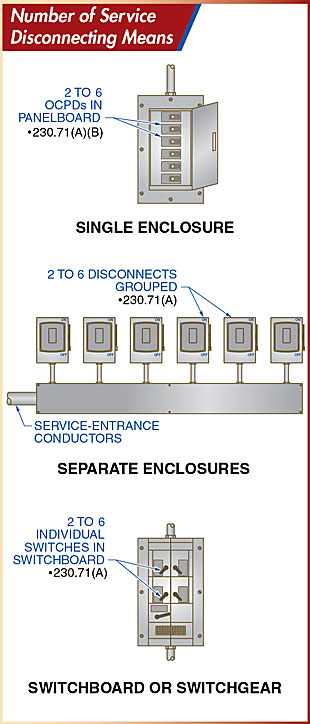 Number of Service
Disconnecting Means
2 TO 6
OCPDs IN
PANELBOARD
•230.71(A)(B)
SINGLE ENCLOSURE
2 TO 6 DISCONNECTS
GROUPED
•230.71(A)
ON ON ON ON ON ON
OFF OFF OFF OFF OFF OFF
SERVICE-ENTRANCE
CONDUCTORS
SEPARATE ENCLOSURES
2 TO 6
INDIVIDUAL
SWITCHES IN
SWITCHBOARD
•230.71(A)
SWITCHBOARD OR SWITCHGEAR